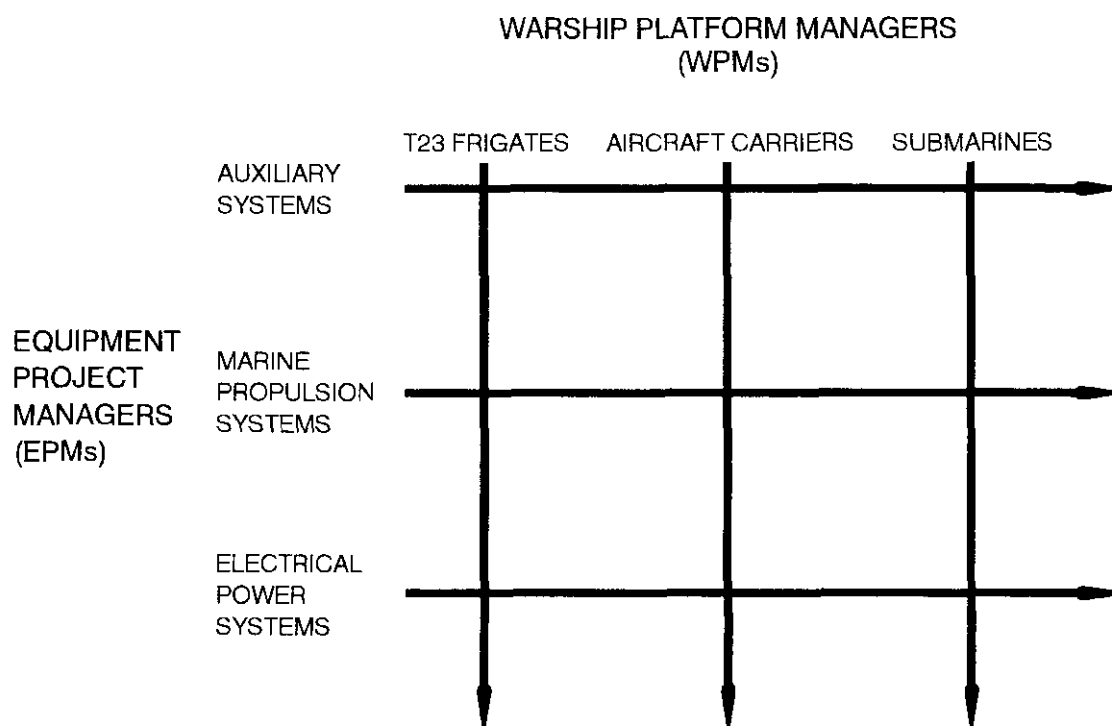 WARSHIP PLATFORM MANAGERS
(WPMs)
T23 FRIGATES AIRCRAFT CARRIERS SUBMARINES
AUXILIARY
SYSTEMS
EQUIPMENT
PROJECT
MANAGERS
(EPMs)
MARINE
PROPULSION
SYSTEMS
ELECTRICAL
POWER
SYSTEMS